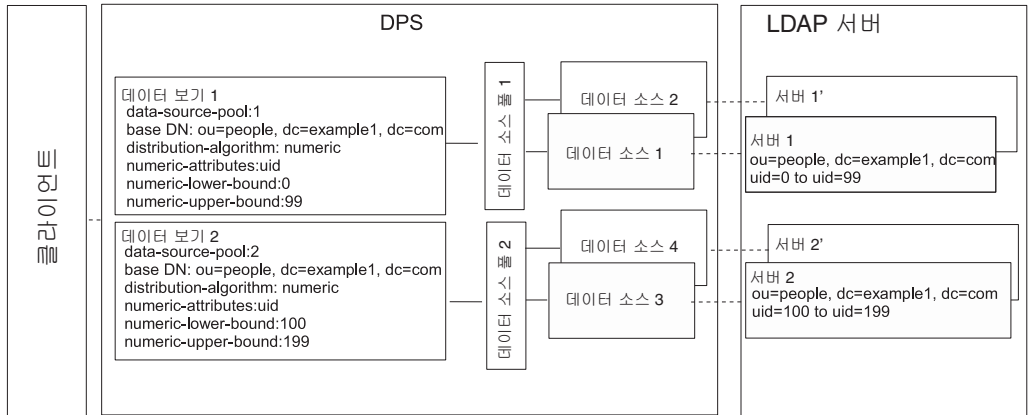 DPS
LDAP 서버
클라이언트
데이터 보기 1
data-source-pool:1
base DN: ou=people, dc=example1, dc=com
distribution-algorithm: numeric
numeric-attributes:uid
numeric-lower-bound:0
numeric-upper-bound:99
데이터 소스 풀 1
데이터 소스 2
데이터 소스 1
서버 1’
서버 1
ou=people, dc=example1, dc=com
uid=0 to uid=99
데이터 보기 2
data-source-pool:2
base DN: ou=people, dc=example1, dc=com
distribution-algorithm: numeric
numeric-attributes:uid
numeric-lower-bound:100
numeric-upper-bound:199
데이터 소스 풀 2
데이터 소스 4
데이터 소스 3
서버 2’
서버 2
ou=people, dc=example1, dc=com
uid=100 to uid=199